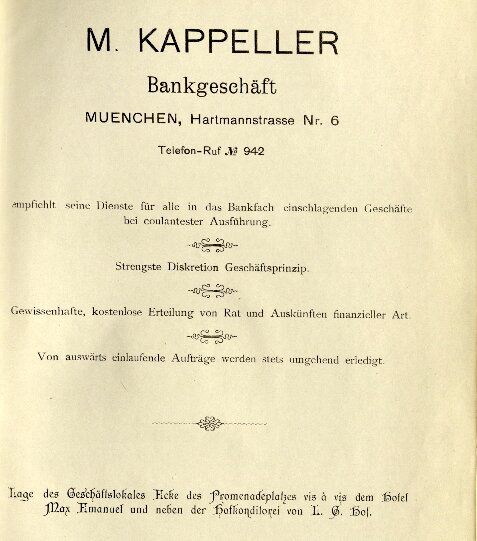 M. KAPPELLER
Bankgeschäft
MUENCHEN, Hartmannstrasse Nr. 6
Telefon-Ruf № 942
empfiehlt seine Dienste für alle in das Bankfach einschlagenden Geschäfte
bei coulantester Ausführung.
Strengste Diskretion Geschäftsprinzip.
Gewissenhafte, kostenlose Erteilung von Rat und Auskünften finanzieller Art.
Von auswärts einlaufende Aufträge werden stets umgehend erledigt.
Lage des Geschäftslokales Ecke des Promenadeplatzes vis à vis dem Hotel
Max Emanuel und neben der Hofkonditorei von L. G. Hof.